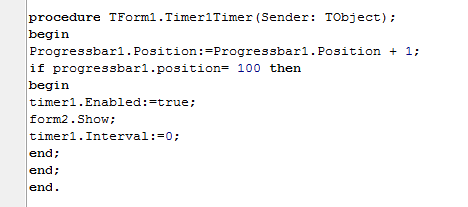 procedure TForm1.Timer1Timer(Sender: TObject);
begin
Progressbar1.Position:=Progressbar1.Position + 1;
if progressbar1.position= 100 then
begin
timer1.Enabled:=true;
form2.Show;
timer1.Interval:=0;
end;
end;
end.